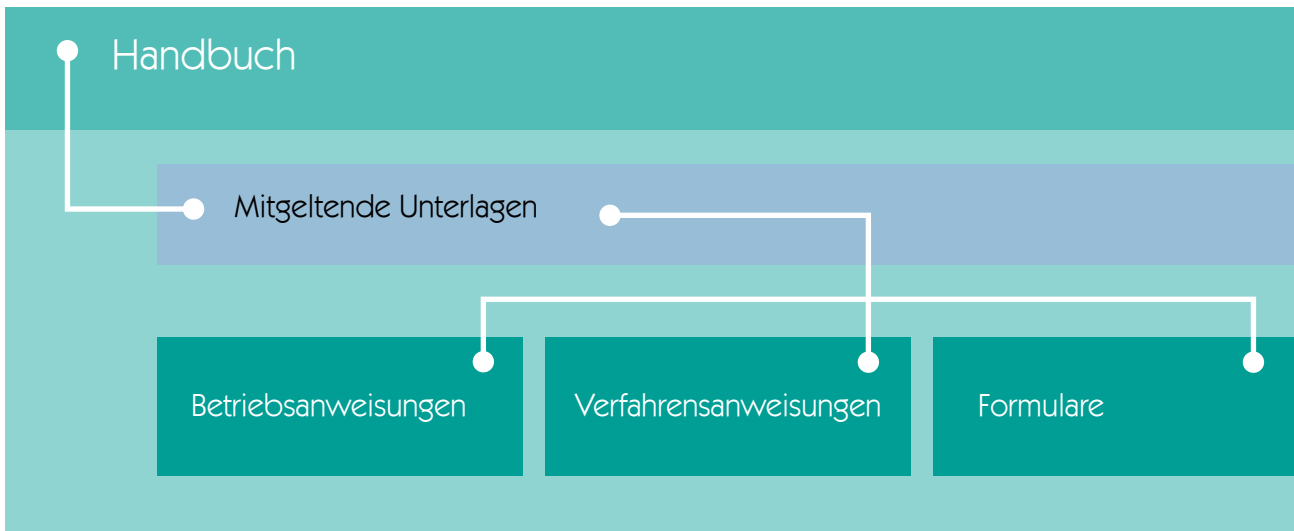 Handbuch
Mitgeltende Unterlagen
Betriebsanweisungen
Verfahrensanweisungen
Formulare